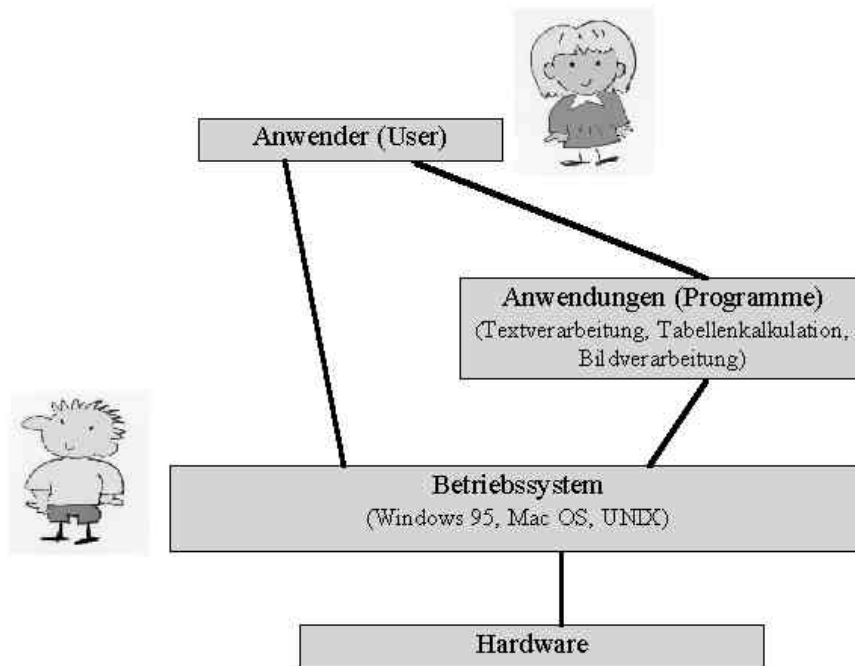 Anwender (User)
Anwendungen (Programme)
(Textverarbeitung, Tabellenkalkulation,
Bildverarbeitung)
Betriebssystem
(Windows 95, Mac OS, UNIX)
Hardware